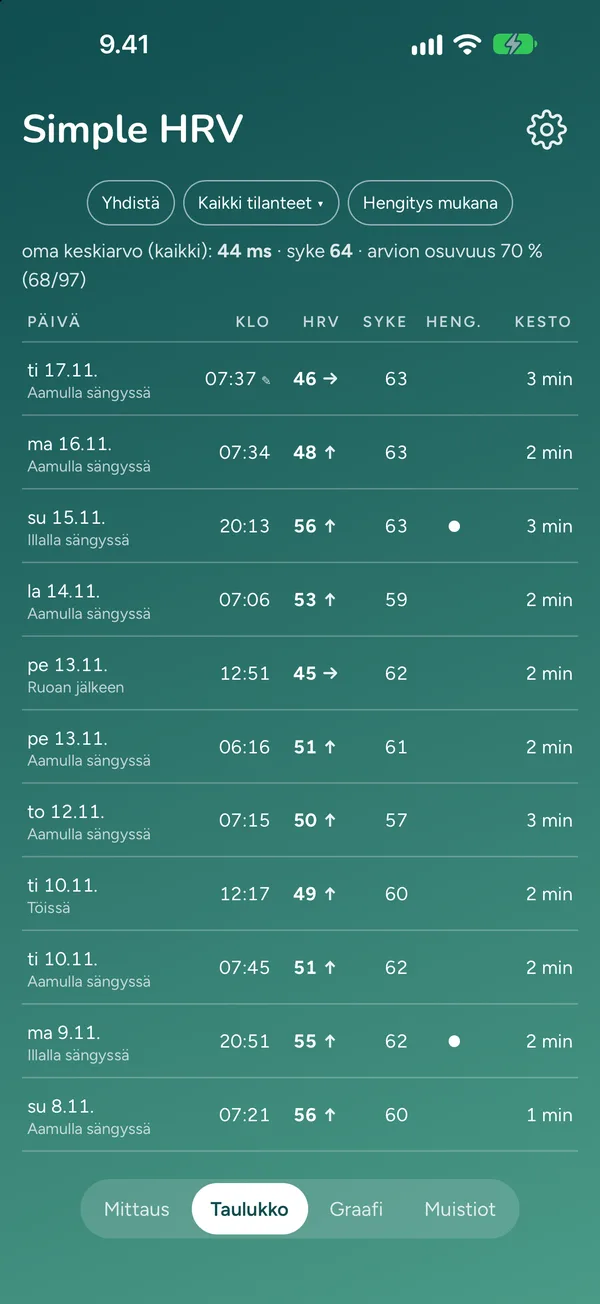 9.41
Simple HRV
Yhdistä Kaikki tilanteet ▾ Hengitys mukana
oma keskiarvo (kaikki): 44 ms · syke 64 · arvion osuvuus 70 %
(68/97)
PÄIVÄ KLO HRV SYKE HENG. KESTO
ti 17.11. 07:37 ✎ 46 → 63 3 min
Aamulla sängyssä
ma 16.11. 07:34 48 ↑ 63 2 min
Aamulla sängyssä
su 15.11. 20:13 56 ↑ 63 ● 3 min
Illalla sängyssä
la 14.11. 07:06 53 ↑ 59 2 min
Aamulla sängyssä
pe 13.11. 12:51 45 → 62 2 min
Ruoan jälkeen
pe 13.11. 06:16 51 ↑ 61 2 min
Aamulla sängyssä
to 12.11. 07:15 50 ↑ 57 3 min
Aamulla sängyssä
ti 10.11. 12:17 49 ↑ 60 2 min
Töissä
ti 10.11. 07:45 51 ↑ 62 2 min
Aamulla sängyssä
ma 9.11. 20:51 55 ↑ 62 ● 2 min
Illalla sängyssä
su 8.11. 07:21 56 ↑ 60 1 min
Aamulla sängyssä
Mittaus Taulukko Graafi Muistiot